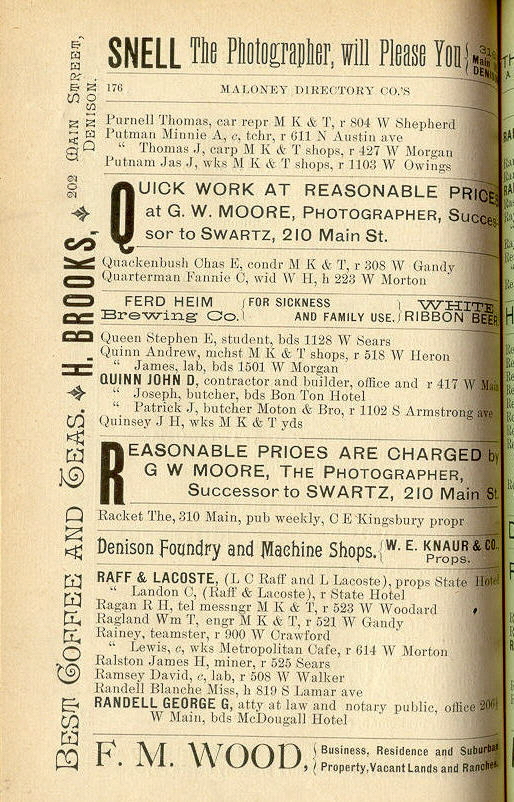 SNELL The Photographer, will Please You
Main
DENIS
176 MALONEY DIRECTORY CO.'S
Purnell Thomas, car repr M K & T, r 804 W Shepherd
Putman Minnie A, c, tchr, r 611 N Austin ave
“ Thomas J, carp M K & T shops, r 427 W Morgan
Putnam Jas J, wks M K & T shops, r 1103 W Owings
QUICK WORK AT REASONABLE PRICES
at G. W. MOORE, PHOTOGRAPHER, Succes-
sor to SWARTZ, 210 Main St.
Quackenbush Chas E, condr M K & T, r 308 W Gandy
Quarterman Fannie C, wid W H, h 223 W Morton
FERD HEIM
Brewing Co.
FOR SICKNESS
AND FAMILY USE.
WHITE
RIBBON BEER
Queen Stephen E, student, bds 1128 W Sears
Quinn Andrew, mchst M K & T shops, r 518 W Heron
“ James, lab, bds 1501 W Morgan
QUINN JOHN D, contractor and builder, office and r 417 W Main
“ Joseph, butcher, bds Bon Ton Hotel
“ Patrick J, butcher Moton & Bro, r 1102 S Armstrong ave
Quinsey J H, wks M K & T yds
REASONABLE PRICES ARE CHARGED by
G W MOORE, THE PHOTOGRAPHER,
Successor to SWARTZ, 210 Main St.
Racket The, 310 Main, pub weekly, C E Kingsbury propr
Denison Foundry and Machine Shops,
W. E. KNAUR & CO.,
Props.
RAFF & LACOSTE, (L C Raff and L Lacoste), props State Hotel
“ Landon C, (Raff & Lacoste), r State Hotel
Ragan R H, tel messngr M K & T, r 523 W Woodard
Ragland Wm T, engr M K & T, r 521 W Gandy
Rainey, teamster, r 900 W Crawford
“ Lewis, c, wks Metropolitan Cafe, r 614 W Morton
Ralston James H, miner, r 525 Sears
Ramsey David, c, lab, r 508 W Walker
Randell Blanche Miss, h 819 S Lamar ave
RANDELL GEORGE G, atty at law and notary public, office 206½
W Main, bds McDougall Hotel
F. M. WOOD,
Business, Residence and Suburban
Property, Vacant Lands and Ranches.
BEST COFFEE AND TEAS. H. BROOKS, 202 MAIN STREET,
DENISON.